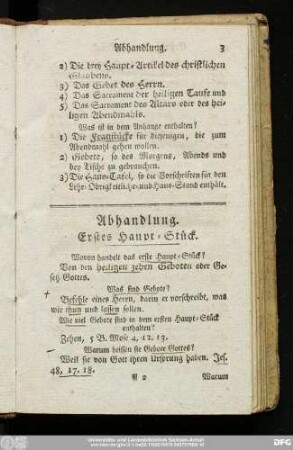 Abhandlung. 3
2) Die drey Haupt-Artikel des christlichen
Glaubens.
3) Das Gebet des Herrn.
4) Das Sacrament der heiligen Taufe und
5) Das Sacrament des Altars oder des hei-
ligen Abendmahls.
Was ist in dem Anhange enthalten?
1) Die Fragstücke für diejenigen, die zum
Abendmahl gehen wollen.
2) Gebete, so des Morgens, Abends und
bey Tische zu gebrauchen.
3) Die Haus-Tafel, so die Vorschriften für den
Lehr-Obrigkeitliche-und Haus-Stand enthält.
Abhandlung.
Erstes Haupt-Stück.
Wovon handelt das erste Haupt-Stück?
Von den heiligen zehen Geboten oder Ge-
setz Gottes.
Was sind Gebote?
Befehle eines Herrn, darin er vorschreibt, was
wir thun und lassen sollen.
Wie viel Gebote sind in dem ersten Haupt-Stück
enthalten?
Zehen, 5 B. Mose 4, 12. 13.
Warum heißen sie Gebote Gottes?
Weil sie von Gott ihren Ursprung haben. Jes.
48, 17. 18.
Warum